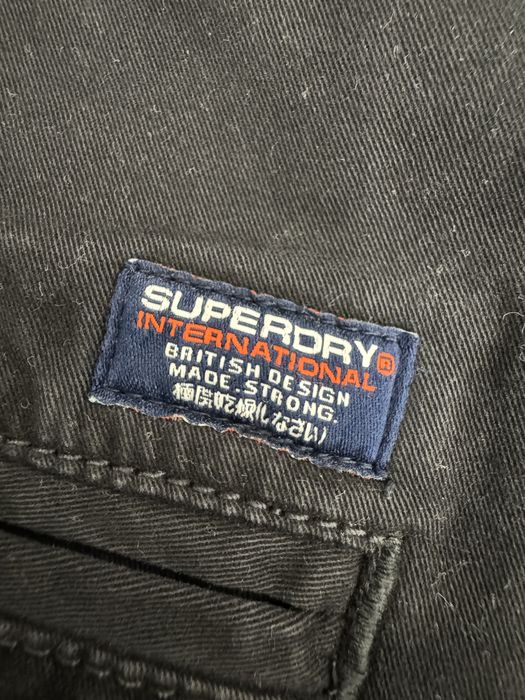 SUPERDRY®
INTERNATIONAL
BRITISH DESIGN
MADE. STRONG.
極度乾燥(しなさい)